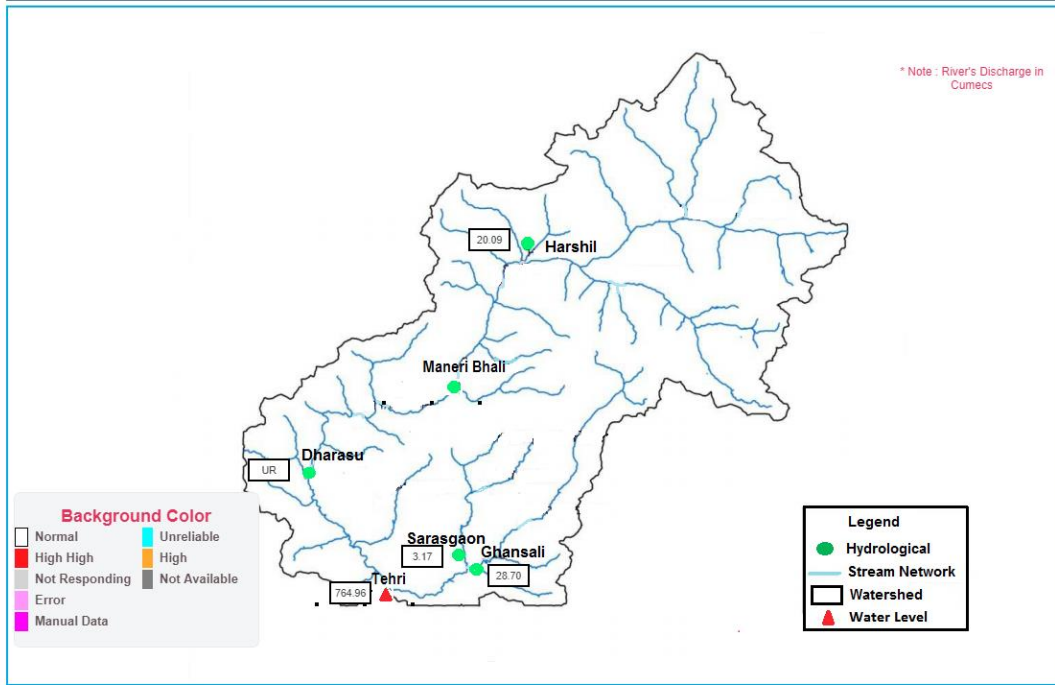 * Note : River's Discharge in
Cumecs
20.09
Harshil
Maneri Bhali
Dharasu
UR
Background Color
Normal
Unreliable
High High
High
Not Responding
Not Available
Error
Manual Data
Sarasgaon
3.17
Ghansali
28.70
Tehri
764.96
Legend
Hydrological
Stream Network
Watershed
Water Level